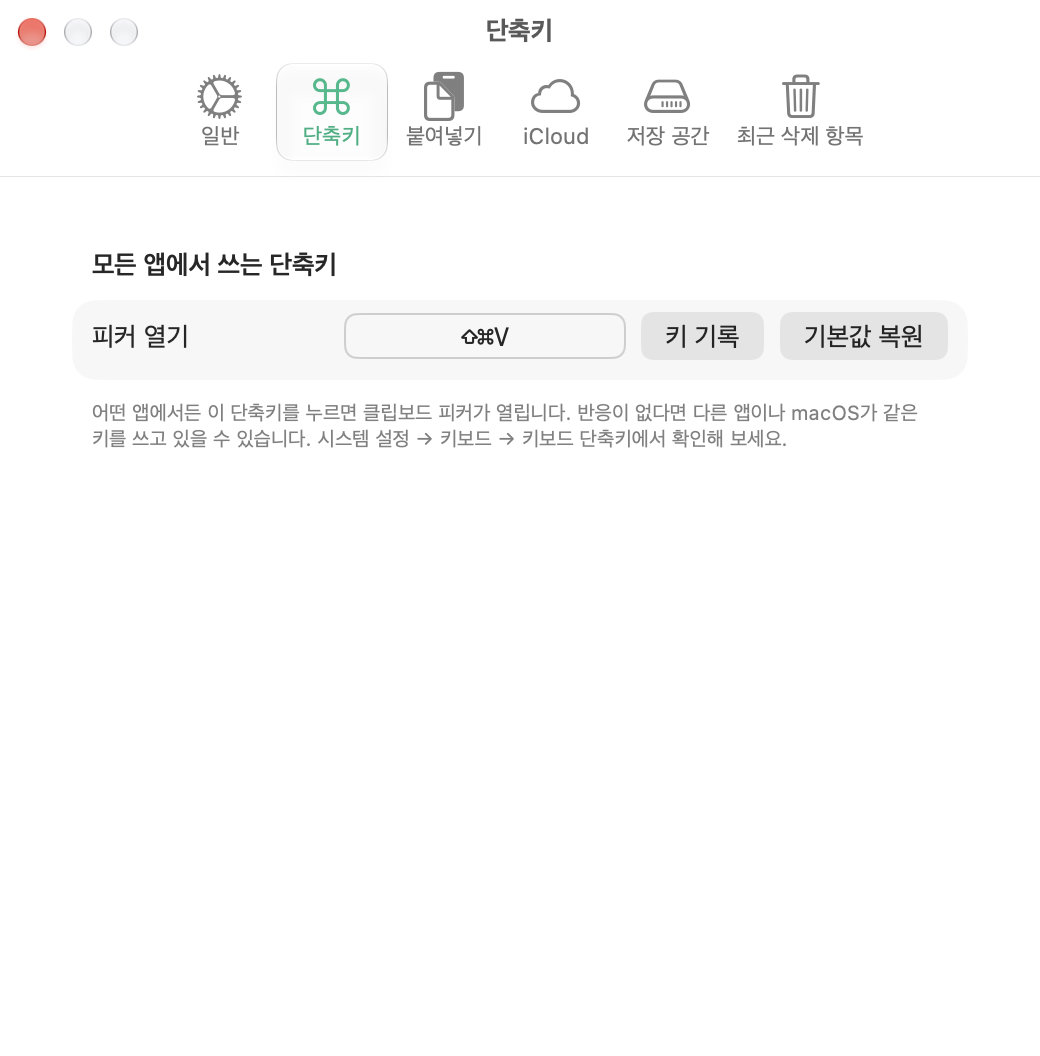 단축키
일반
단축키
붙여넣기
iCloud
저장 공간
최근 삭제 항목
모든 앱에서 쓰는 단축키
피커 열기
⇧⌘V
키 기록
기본값 복원
어떤 앱에서든 이 단축키를 누르면 클립보드 피커가 열립니다. 반응이 없다면 다른 앱이나 macOS가 같은
키를 쓰고 있을 수 있습니다. 시스템 설정 → 키보드 → 키보드 단축키에서 확인해 보세요.